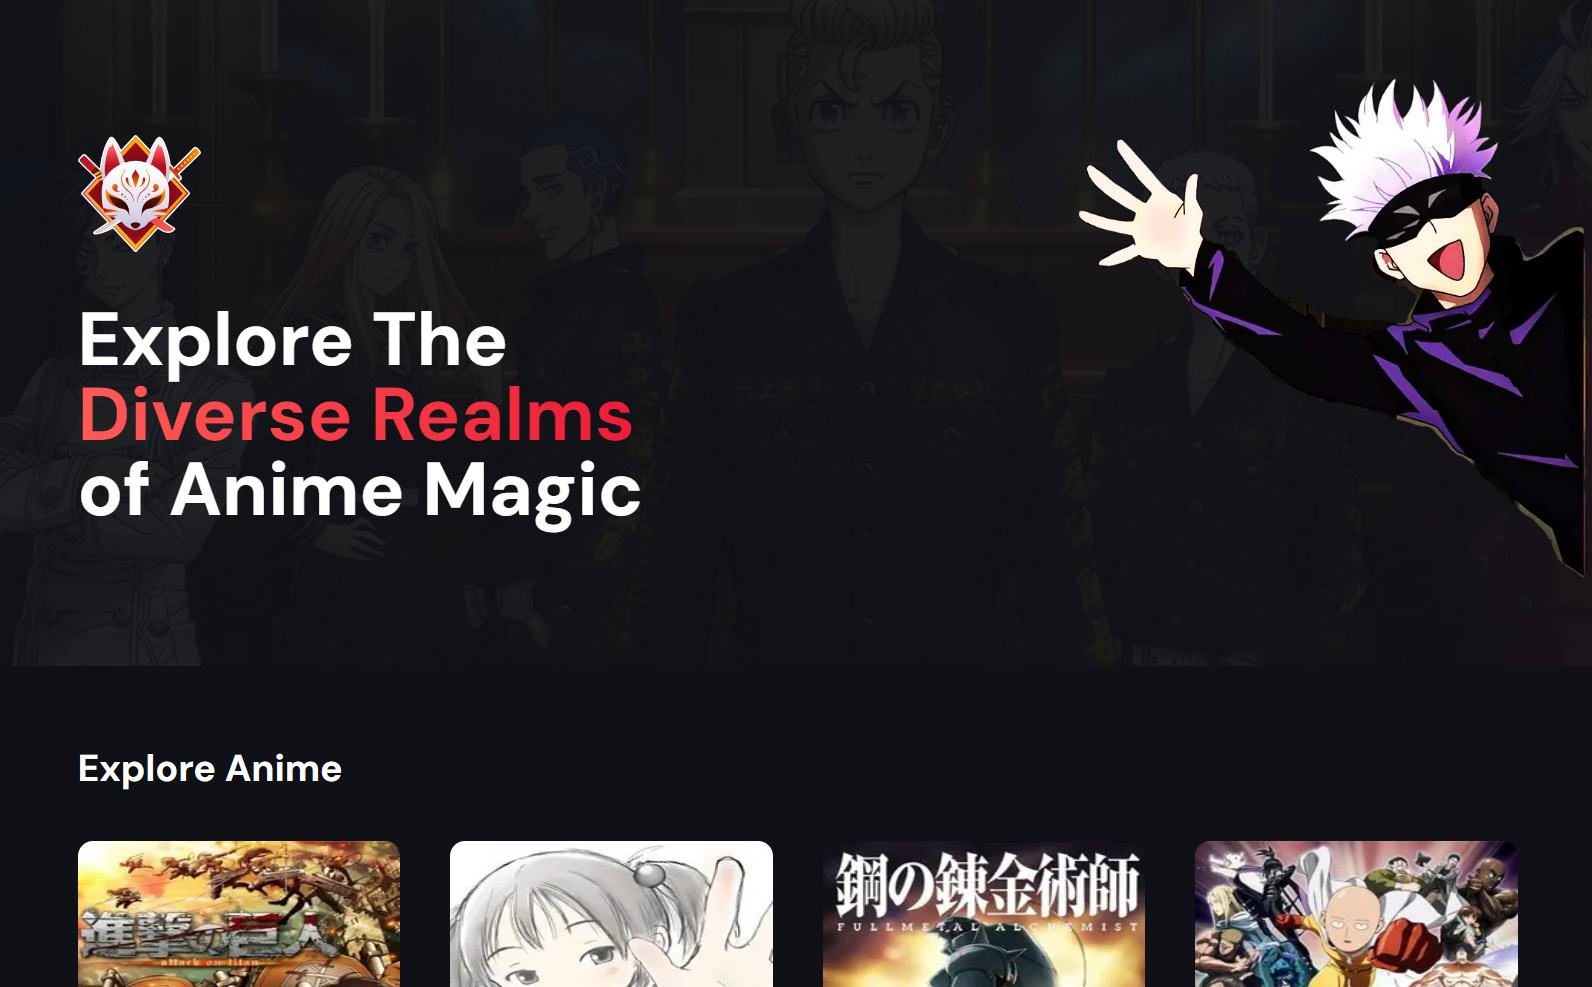 Explore The
Diverse Realms
of Anime Magic
Explore Anime
進撃の巨人
attack on titan
鋼の錬金術師
FULLMETAL ALCHEMIST